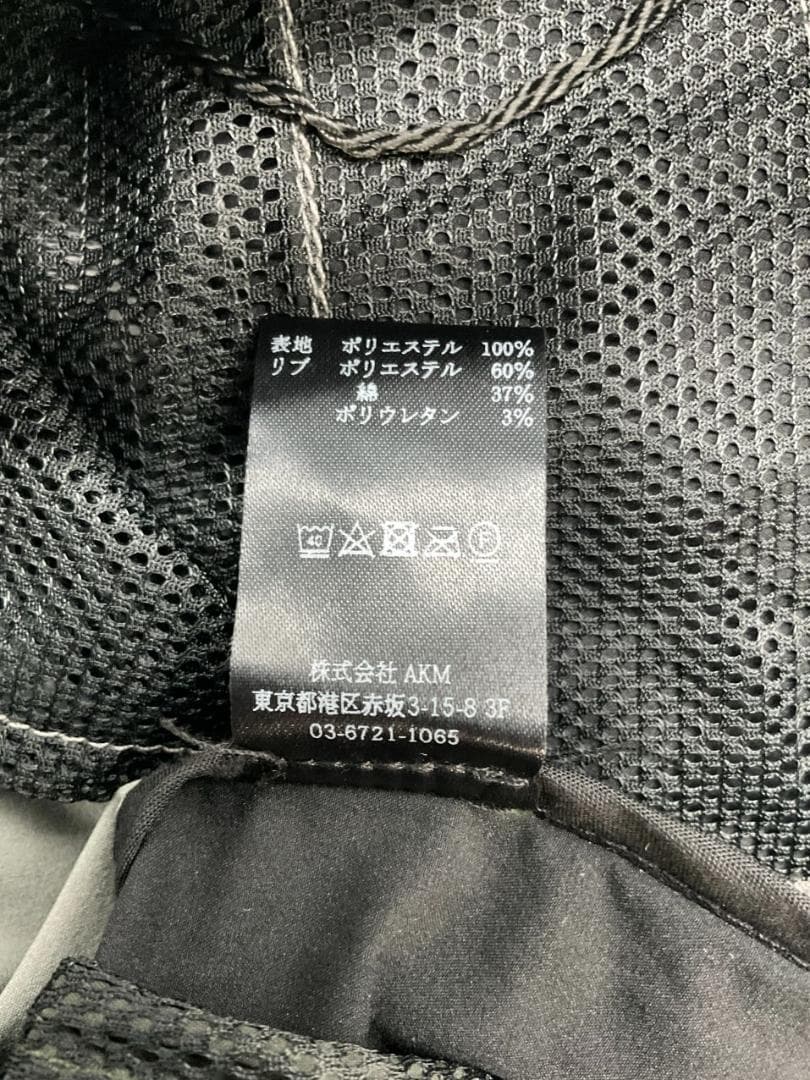 表地 ポリエステル 100%
リブ ポリエステル 60%
綿 37%
ポリウレタン 3%
40 F
株式会社 AKM
東京都港区赤坂3-15-8 3F
03-6721-1065